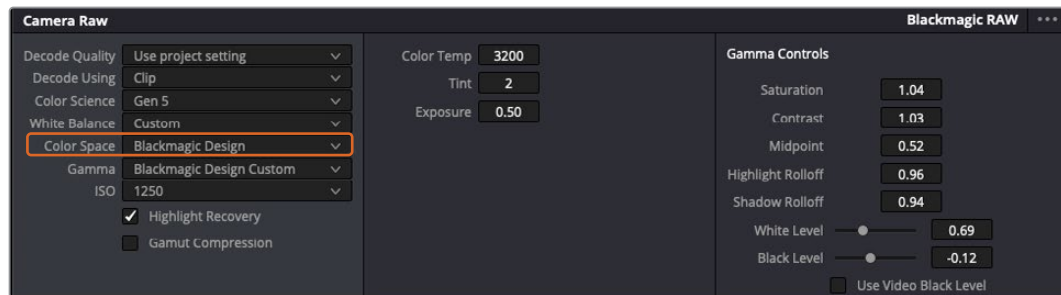 Camera Raw
Blackmagic RAW
Decode Quality Use project setting
Decode Using Clip
Color Science Gen 5
White Balance Custom
Color Space Blackmagic Design
Gamma Blackmagic Design Custom
ISO 1250
Highlight Recovery
Gamut Compression
Color Temp 3200
Tint 2
Exposure 0.50
Gamma Controls
Saturation 1.04
Contrast 1.03
Midpoint 0.52
Highlight Rolloff 0.96
Shadow Rolloff 0.94
White Level 0.69
Black Level -0.12
Use Video Black Level